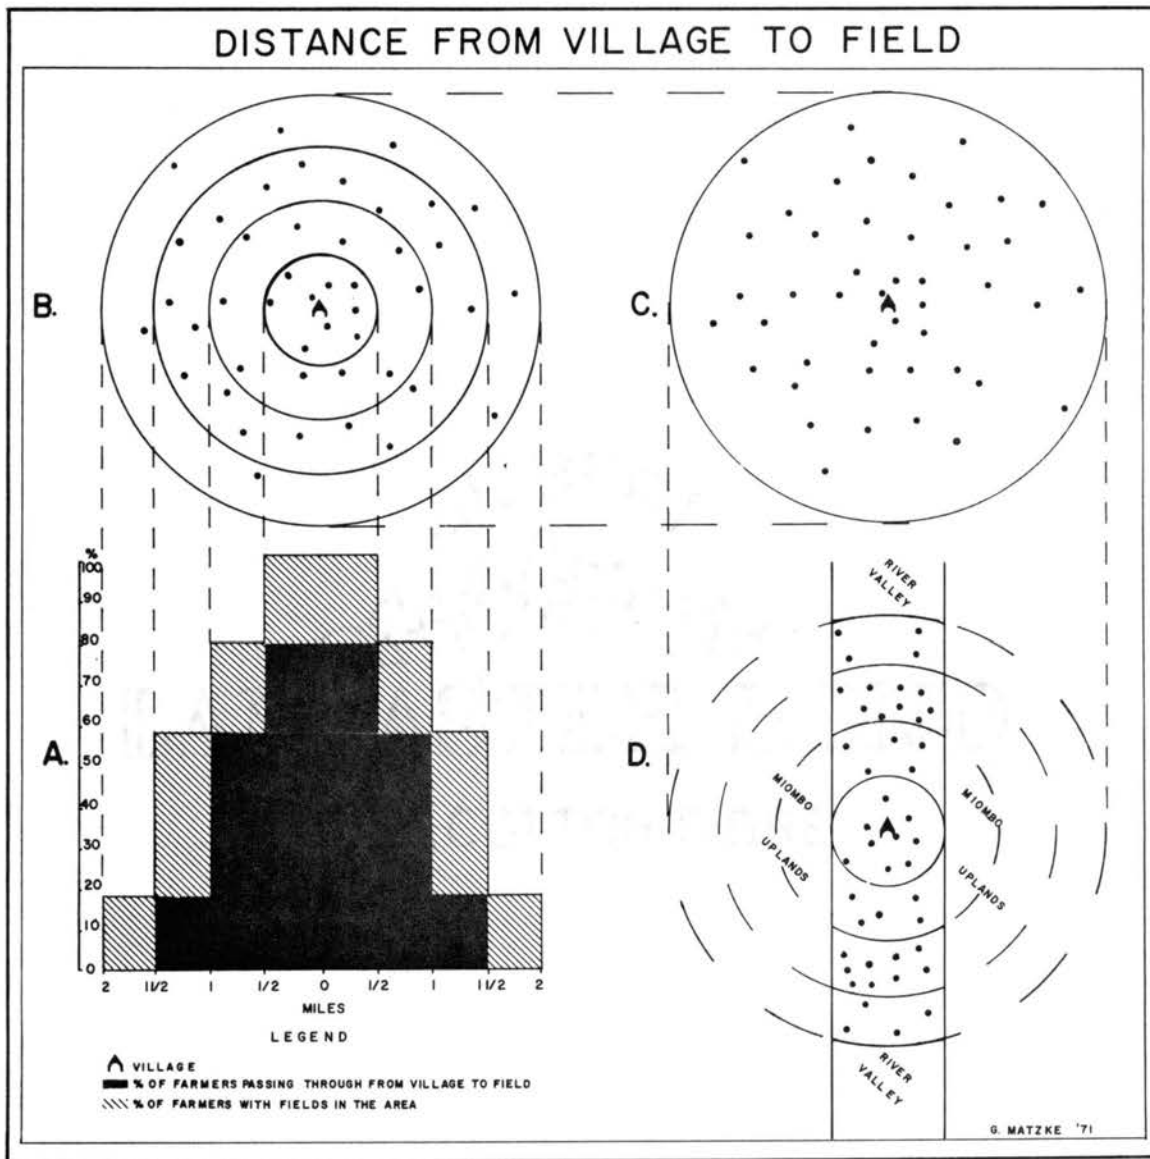 DISTANCE FROM VILLAGE TO FIELD
B.
C.
%
100
90
80
70
60
50
40
30
20
10
0
A.
2 1 1/2 1 1/2 0 1/2 1 1 1/2 2
MILES
LEGEND
VILLAGE
% OF FARMERS PASSING THROUGH FROM VILLAGE TO FIELD
% OF FARMERS WITH FIELDS IN THE AREA
RIVER
VALLEY
D.
MIOMBO
UPLANDS
MIOMBO
UPLANDS
RIVER
VALLEY
G. MATZKE '71